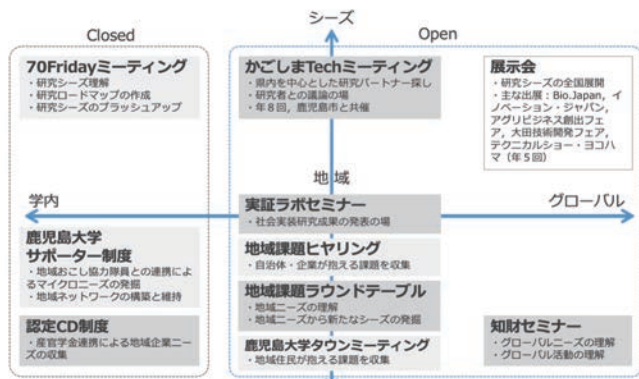 シーズ
Closed
Open
70Fridayミーティング
・研究シーズ理解
・研究ロードマップの作成
・研究シーズのブラッシュアップ
かごしまTechミーティング
・県内を中心とした研究パートナー探し
・研究者との議論の場
・年８回，鹿児島市と共催
展示会
・研究シーズの全国展開
・主な出展：Bio.Japan，イ
ノベーション・ジャパン，
アグリビジネス創出フェ
ア，大田技術開発フェア，
テクニカルショー・ヨコハ
マ（年５回）
地域
学内
グローバル
実証ラボセミナー
・社会実装研究成果の発表の場
鹿児島大学
サポーター制度
・地域おこし協力隊員との連携によ
るマイクロニーズの発掘
・地域ネットワークの構築と維持
地域課題ヒヤリング
・自治体・企業が抱える課題を収集
地域課題ラウンドテーブル
・地域ニーズの理解
・地域ニーズから新たなシーズの発掘
認定CD制度
・産官学金連携による地域企業ニー
ズの収集
鹿児島大学タウンミーティング
・地域住民が抱える課題を収集
知財セミナー
・グローバルニーズの理解
・グローバル活動の理解